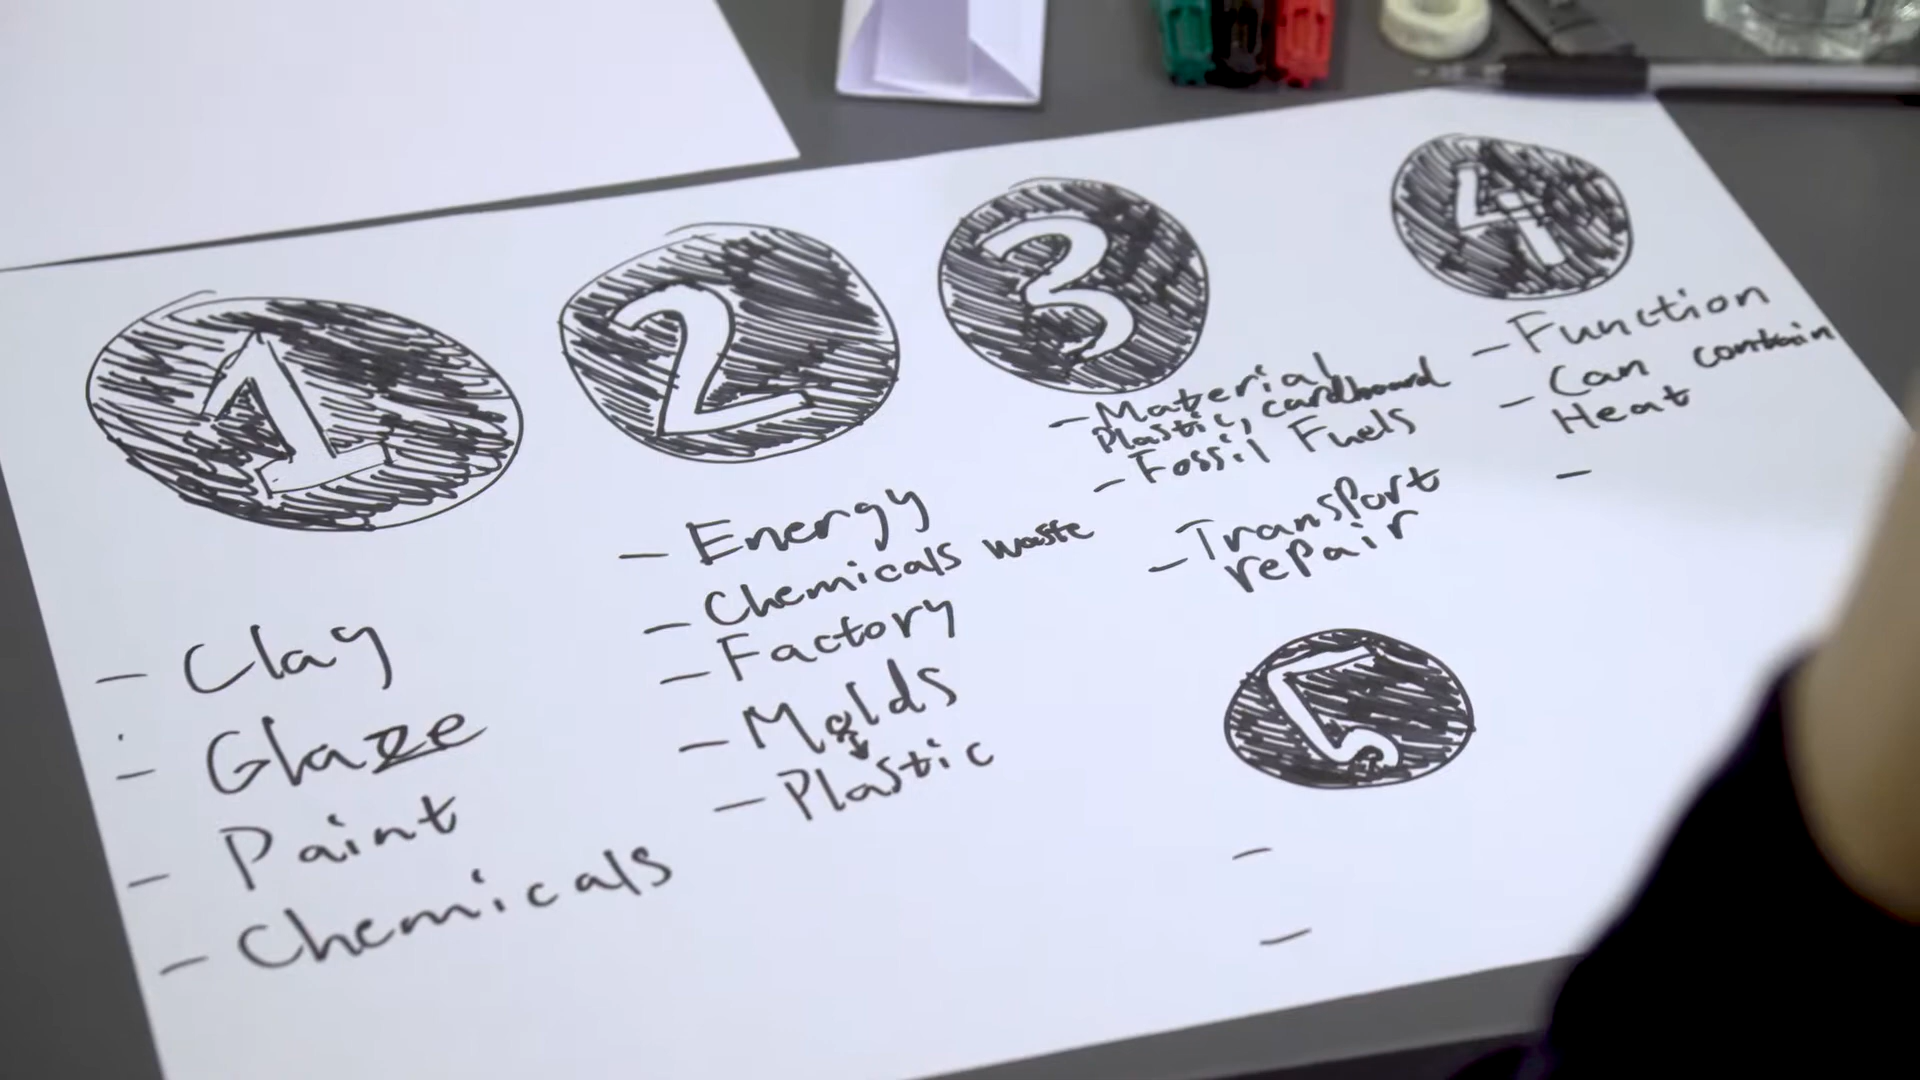 1
- Clay
- Glaze
- Paint
- Chemicals
2
- Energy
- Chemicals waste
- Factory
- Molds
- Plastic
3
- Material
Plastic, cardboard
- Fossil Fuels
- Transport
repair
4
- Function
- Can contain
Heat
-
5
-
-